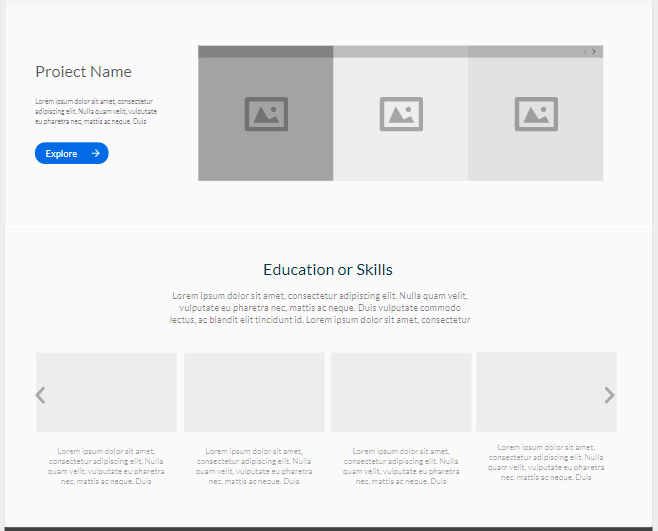 Project Name
Lorem ipsum dolor sit amet, consectetur
adipiscing elit. Nulla quam velit, vulputate
eu pharetra nec, mattis ac neque. Duis
Explore
Education or Skills
Lorem ipsum dolor sit amet, consectetur adipiscing elit. Nulla quam velit,
vulputate eu pharetra nec, mattis ac neque. Duis vulputate commodo
lectus, ac blandit elit tincidunt id. Lorem ipsum dolor sit amet, consectetur
Lorem ipsum dolor sit amet,
consectetur adipiscing elit. Nulla
quam velit, vulputate eu pharetra
nec, mattis ac neque. Duis
Lorem ipsum dolor sit amet,
consectetur adipiscing elit. Nulla
quam velit, vulputate eu pharetra
nec, mattis ac neque. Duis
Lorem ipsum dolor sit amet,
consectetur adipiscing elit. Nulla
quam velit, vulputate eu pharetra
nec, mattis ac neque. Duis
Lorem ipsum dolor sit amet,
consectetur adipiscing elit. Nulla
quam velit, vulputate eu pharetra
nec, mattis ac neque. Duis